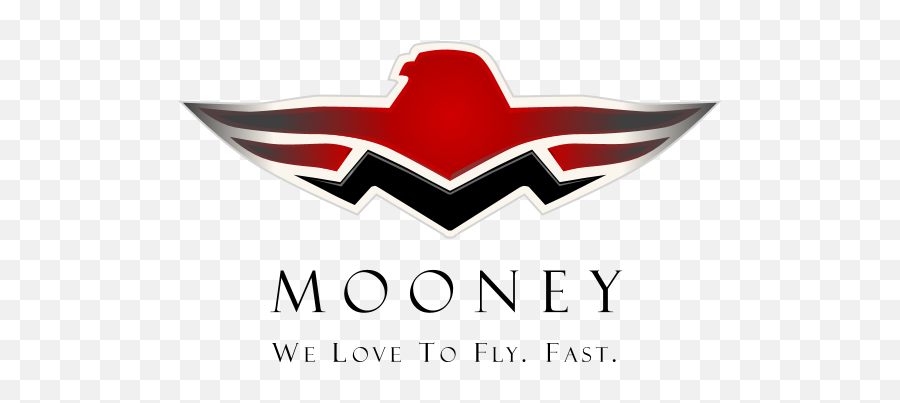 MOONEY
WE LOVE TO FLY. FAST.